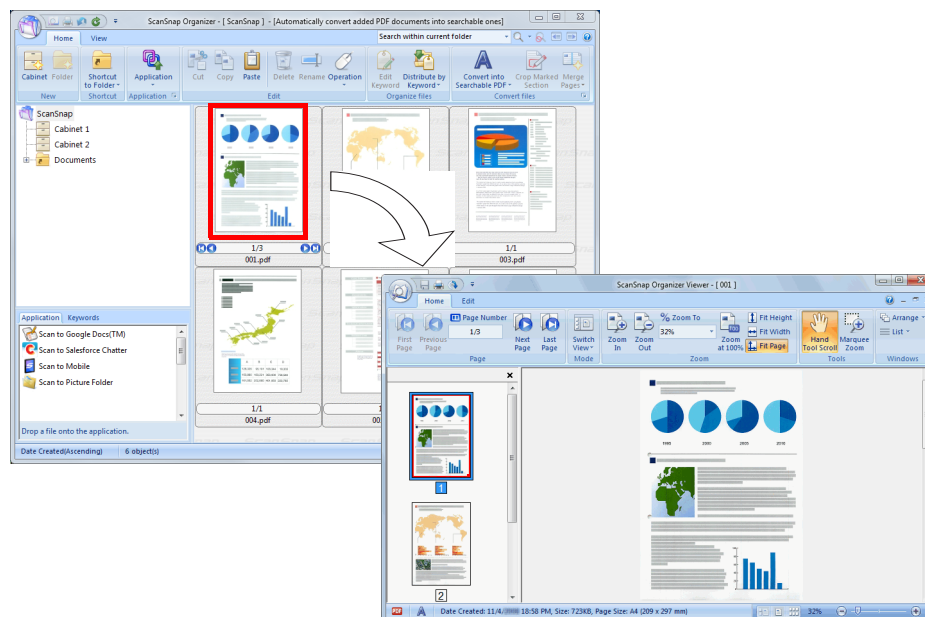 ScanSnap Organizer - [ ScanSnap ] - [Automatically convert added PDF documents into searchable ones]
Home View
Search within current folder
Cabinet Folder Shortcut to Folder Application Cut Copy Paste Delete Rename Operation Edit Keyword Distribute by Keyword Convert into Searchable PDF Crop Marked Section Merge Pages
New Shortcut Application Edit Organize files Convert files
ScanSnap
Cabinet 1
Cabinet 2
Documents
1/3
001.pdf
1/1
003.pdf
Application Keywords
Scan to Google Docs(TM)
Scan to Salesforce Chatter
Scan to Mobile
Scan to Picture Folder
Drop a file onto the application.
1/1
004.pdf
Date Created(Ascending) 6 object(s)
ScanSnap Organizer Viewer - [ 001 ]
Home Edit
First Page Previous Page Page Number 1/3 Next Page Last Page Switch View Zoom In Zoom Out % Zoom To 32% Zoom at 100% Fit Height Fit Width Fit Page Hand Tool Scroll Marquee Zoom Arrange List
Page Mode Zoom Tools Windows
1
2
1995 2000 2005 2010
Date Created: 11/4/ 18:58 PM, Size: 723KB, Page Size: A4 (209 x 297 mm) 32%